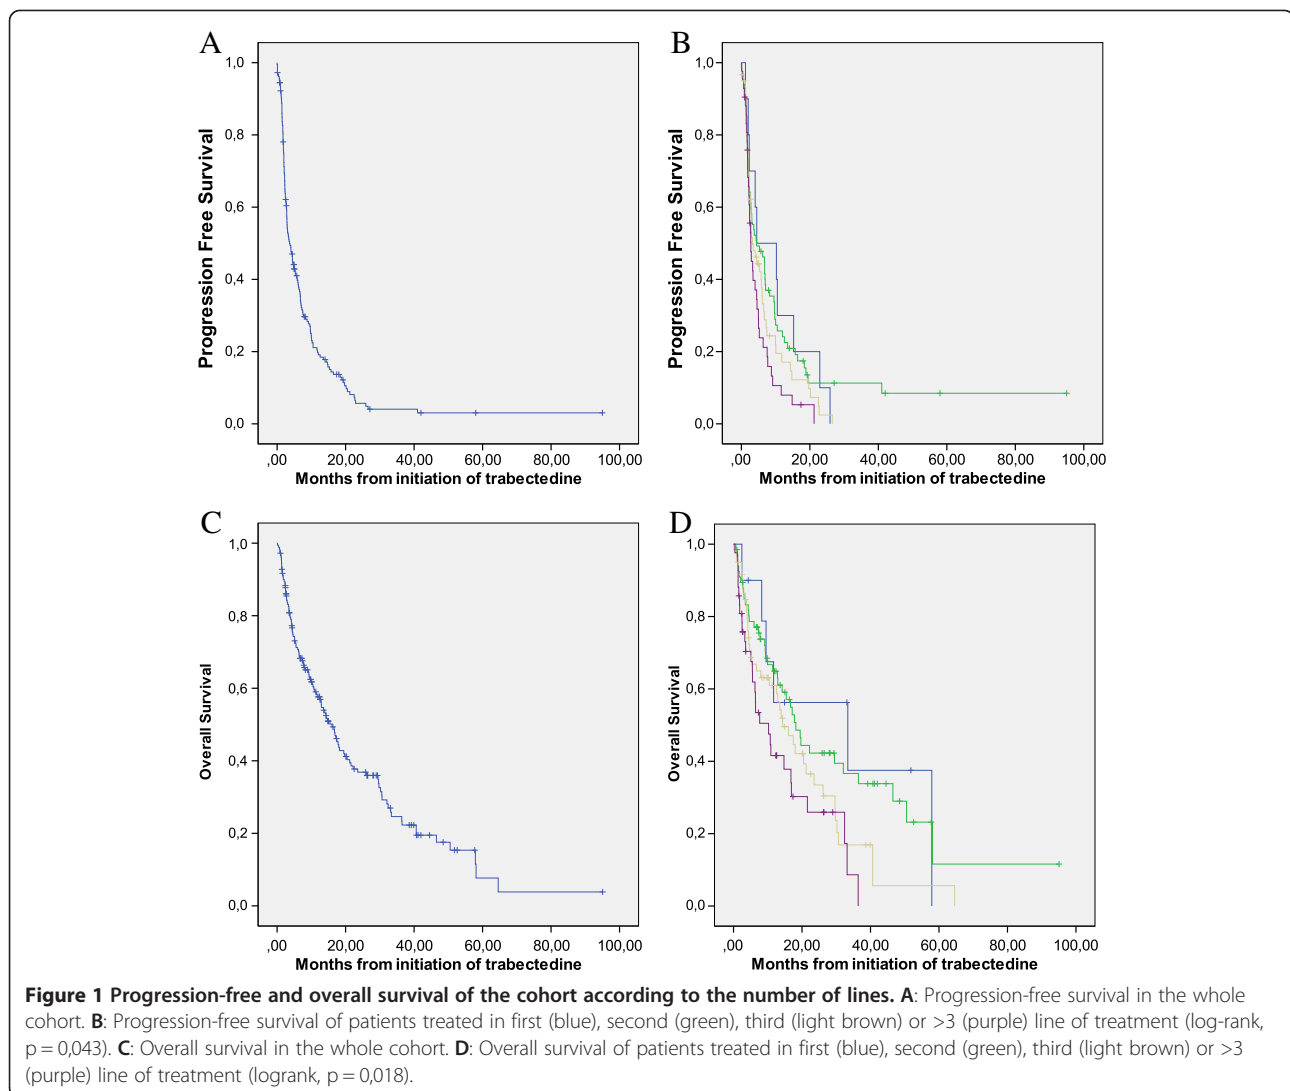 A
B
1,0
0,8
0,6
0,4
0,2
0,0
Progression Free Survival
,00 20,00 40,00 60,00 80,00 100,00
Months from initiation of trabectedine
1,0
0,8
0,6
0,4
0,2
0,0
Progression Free Survival
,00 20,00 40,00 60,00 80,00 100,00
Months from initiation of trabectedine
C
D
1,0
0,8
0,6
0,4
0,2
0,0
Overall Survival
,00 20,00 40,00 60,00 80,00 100,00
Months from initiation of trabectedine
1,0
0,8
0,6
0,4
0,2
0,0
Overall Survival
,00 20,00 40,00 60,00 80,00 100,00
Months from initiation of trabectedine
Figure 1 Progression-free and overall survival of the cohort according to the number of lines. A: Progression-free survival in the whole
cohort. B: Progression-free survival of patients treated in first (blue), second (green), third (light brown) or >3 (purple) line of treatment (log-rank,
p = 0,043). C: Overall survival in the whole cohort. D: Overall survival of patients treated in first (blue), second (green), third (light brown) or >3
(purple) line of treatment (logrank, p = 0,018).